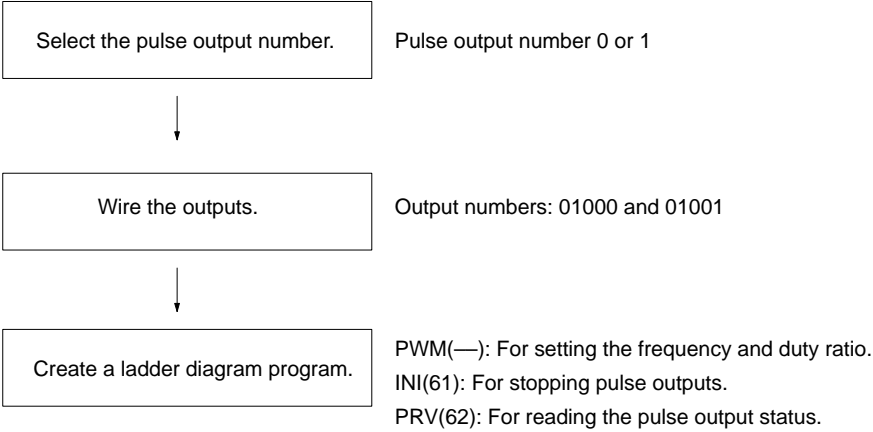 Select the pulse output number.
Pulse output number 0 or 1
Wire the outputs.
Output numbers: 01000 and 01001
Create a ladder diagram program.
PWM(—): For setting the frequency and duty ratio.
INI(61): For stopping pulse outputs.
PRV(62): For reading the pulse output status.